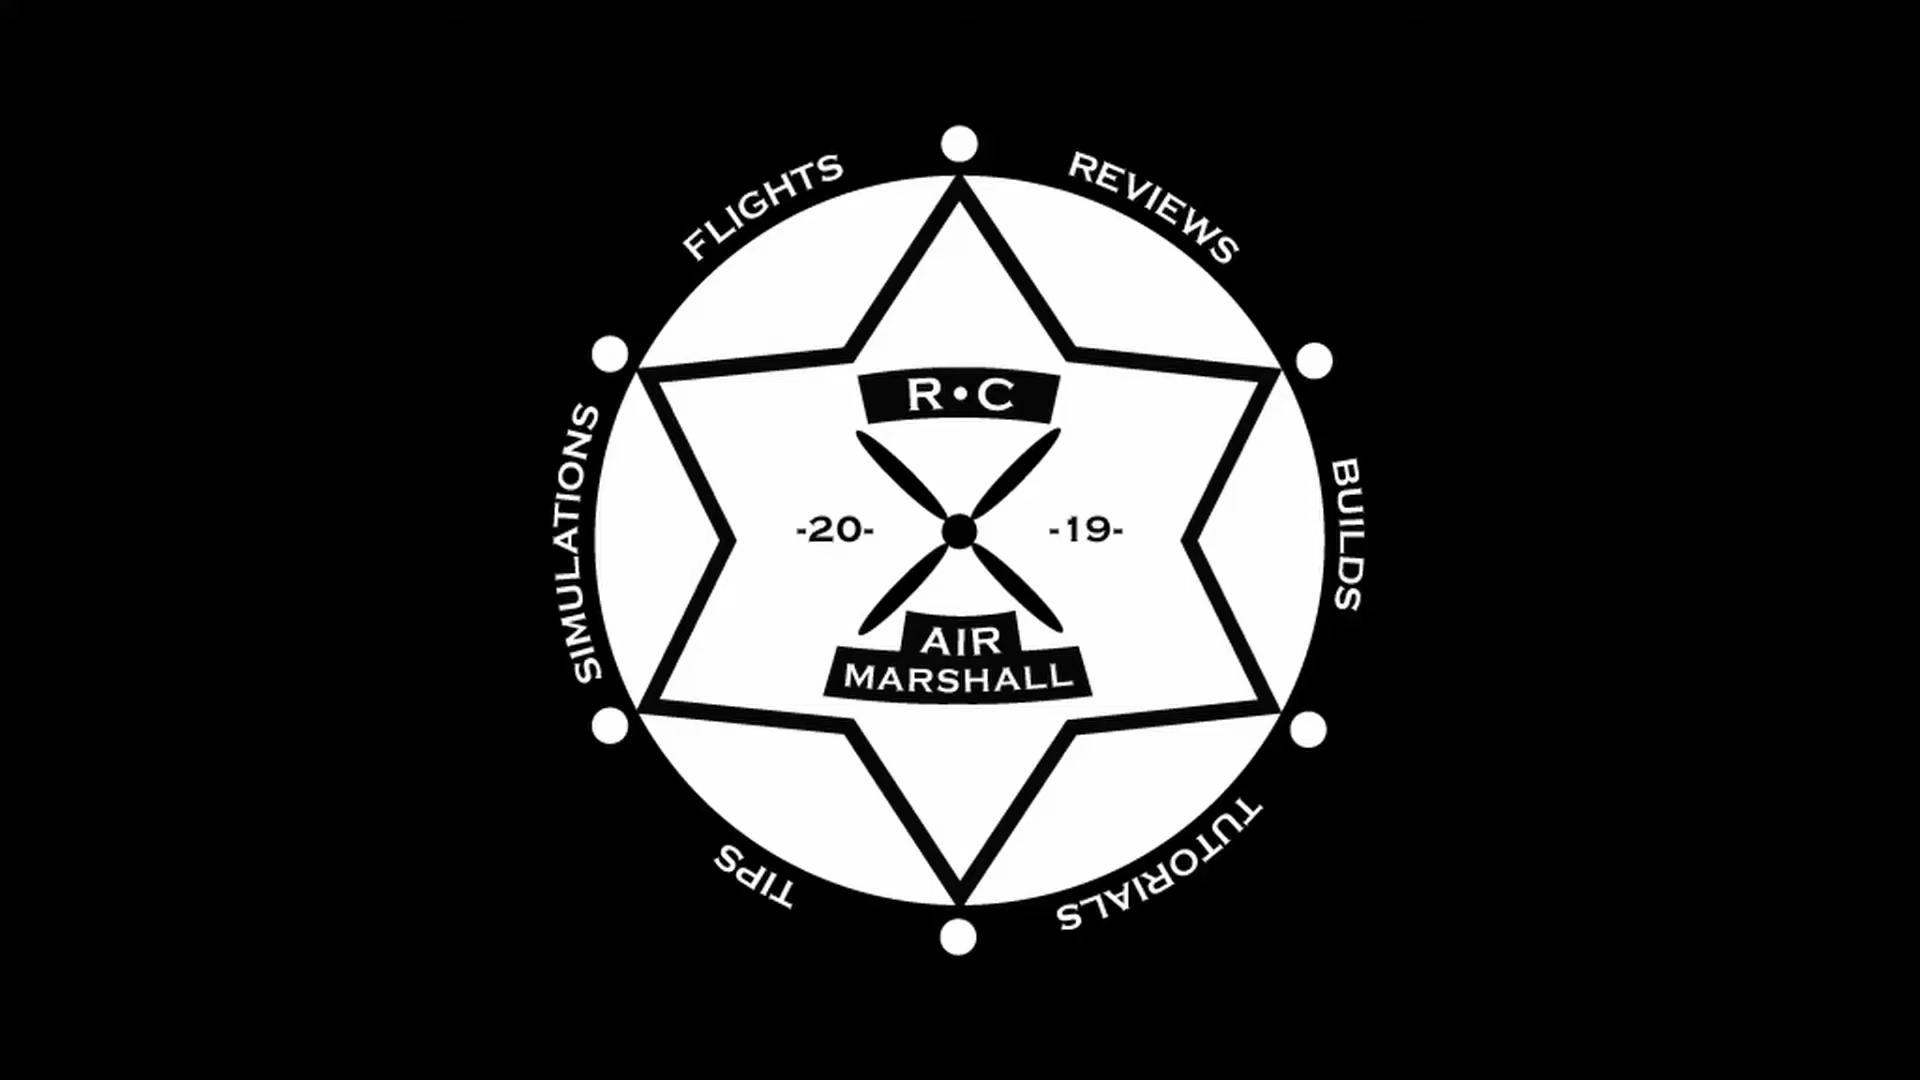 FLIGHTS
REVIEWS
BUILDS
TUTORIALS
TIPS
SIMULATIONS
R•C
-20- -19-
AIR
MARSHALL